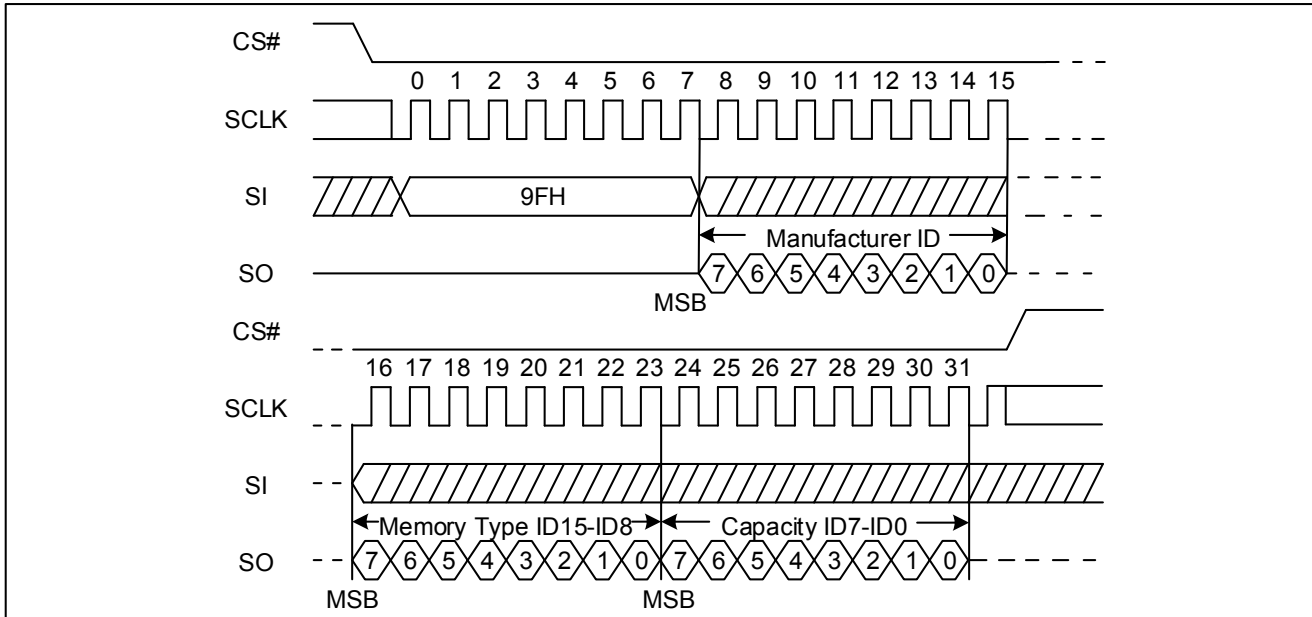 CS#
0 1 2 3 4 5 6 7 8 9 10 11 12 13 14 15
SCLK
SI 9FH
Manufacturer ID
SO 7 6 5 4 3 2 1 0
MSB
CS#
16 17 18 19 20 21 22 23 24 25 26 27 28 29 30 31
SCLK
SI
Memory Type ID15-ID8 Capacity ID7-ID0
SO 7 6 5 4 3 2 1 0 7 6 5 4 3 2 1 0
MSB MSB